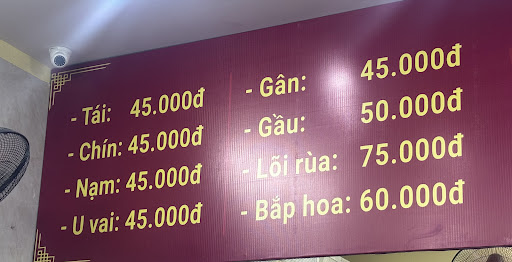 - Tái: 45.000đ
- Chín: 45.000đ
- Nạm: 45.000đ
- U vai: 45.000đ
- Gân: 45.000đ
- Gầu: 50.000đ
- Lõi rùa: 75.000đ
- Bắp hoa: 60.000đ